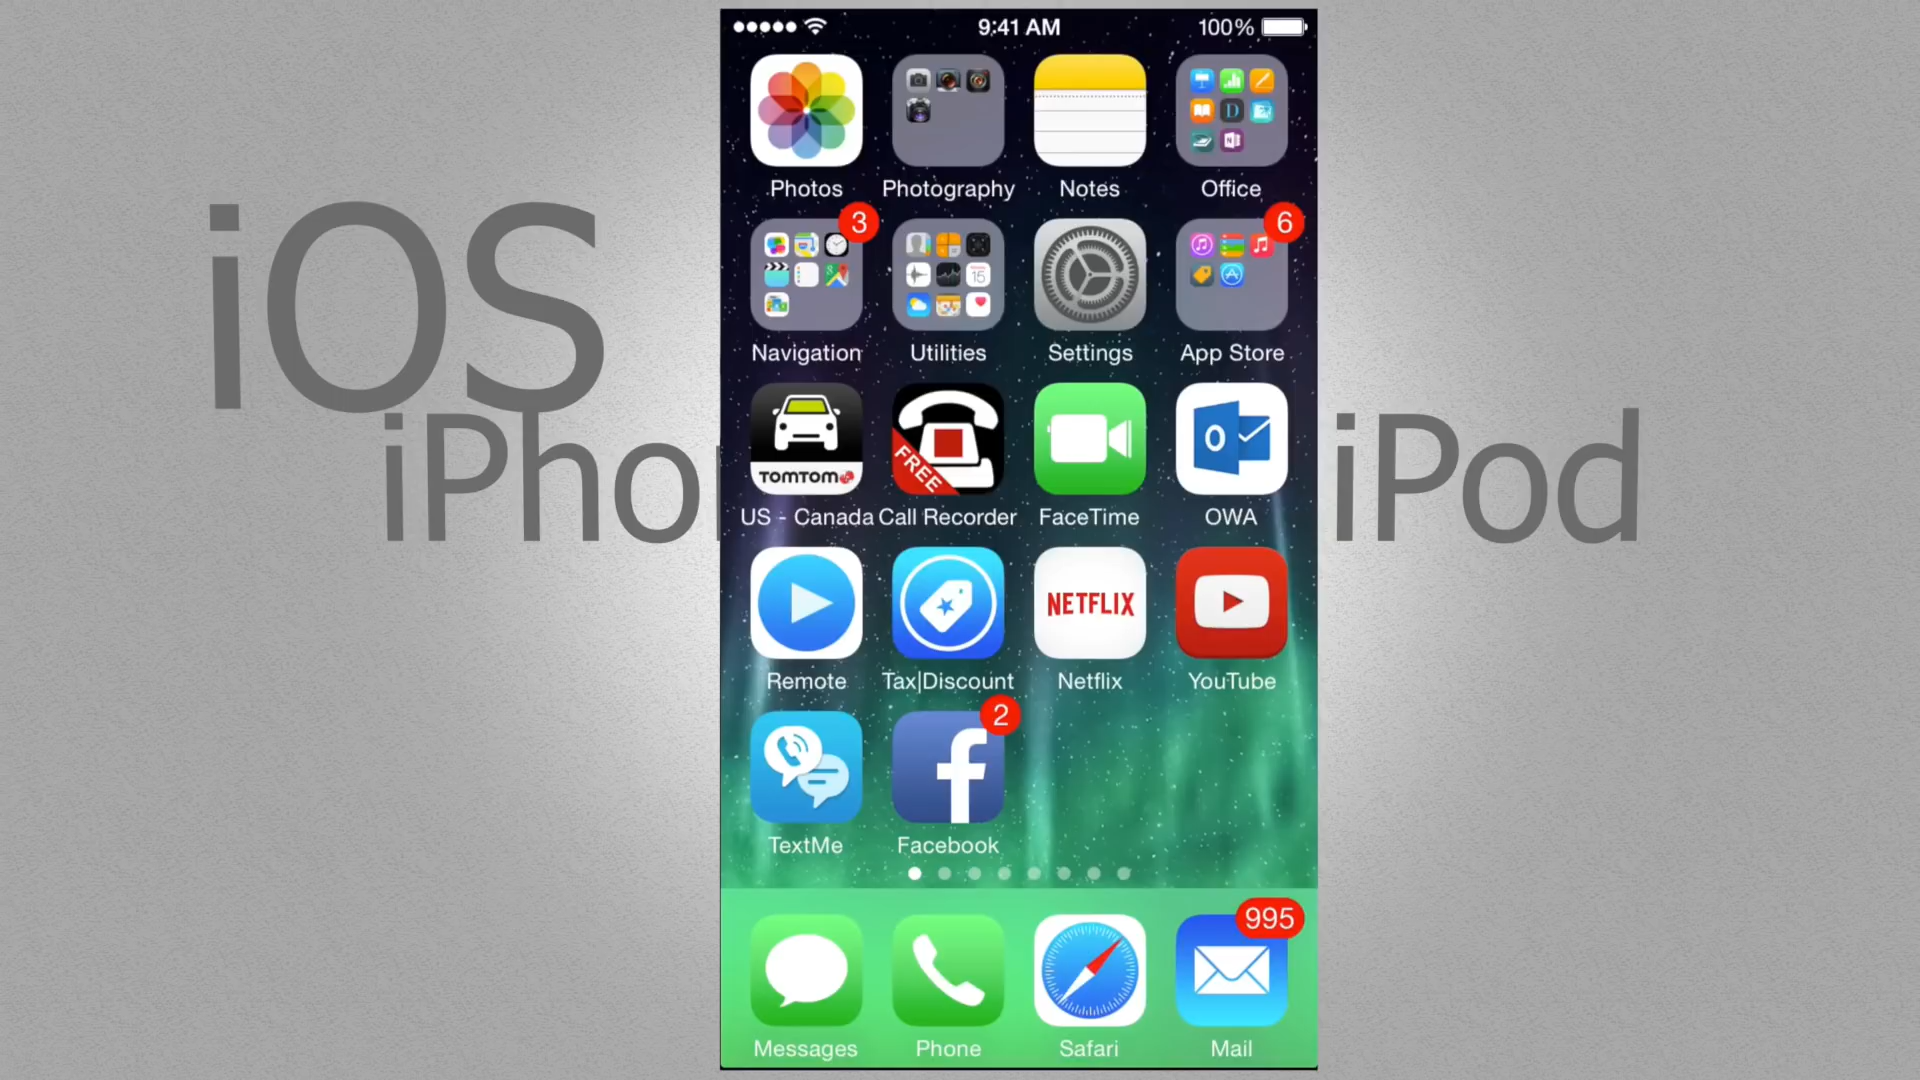 9:41 AM 100%
Photos Photography Notes Office
3 6
15
Navigation Utilities Settings App Store
iOS
TOMTOM FREE
US - Canada Call Recorder FaceTime OWA
iPho iPod
NETFLIX
Remote Tax|Discount Netflix YouTube
2
TextMe Facebook
995
Messages Phone Safari Mail